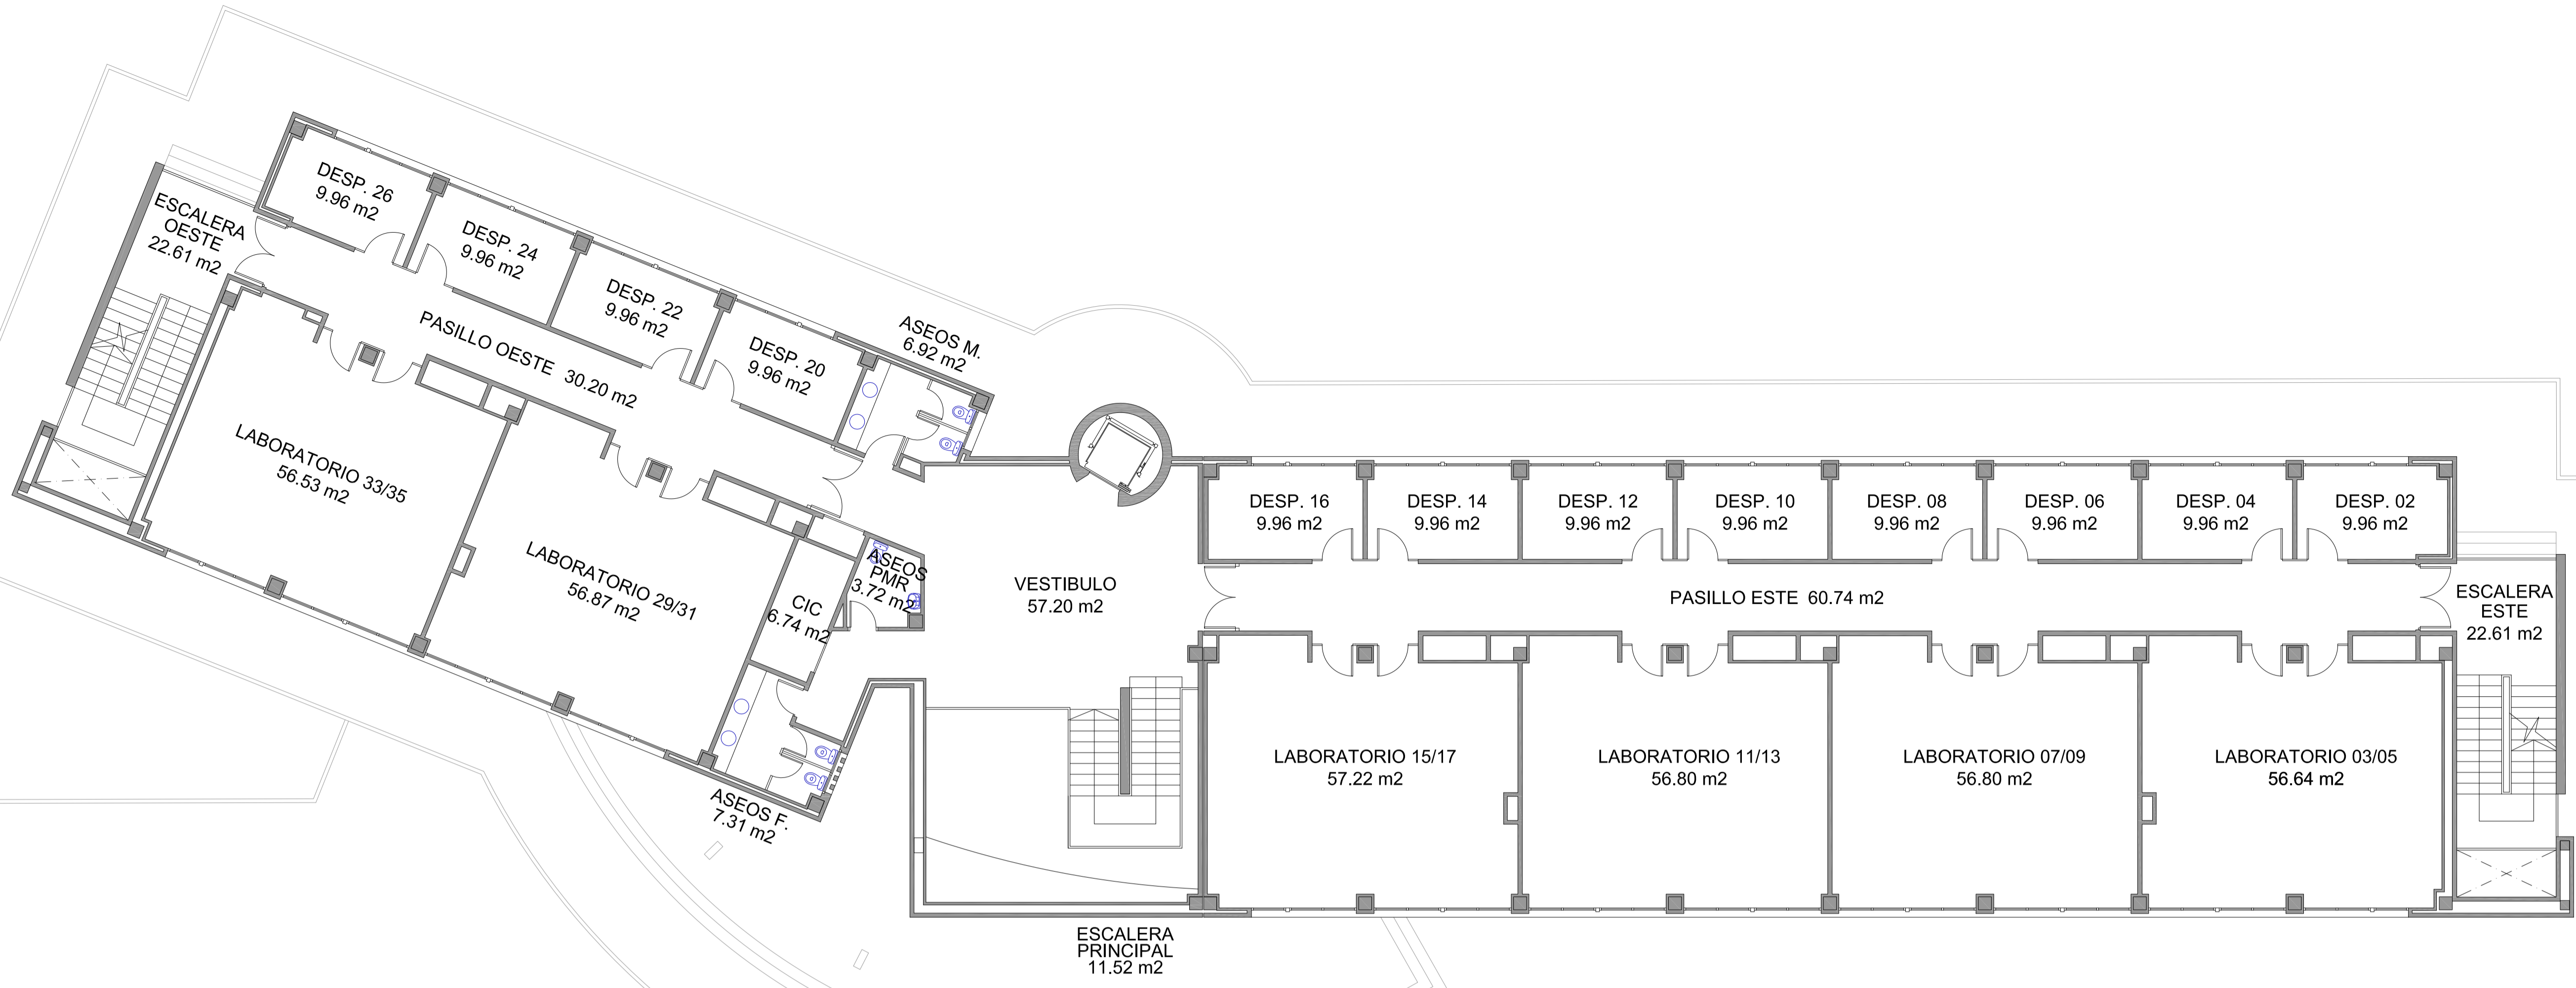 DESP. 26
9.96 m2
ESCALERA
OESTE
22.61 m2
DESP. 24
9.96 m2
DESP. 22
9.96 m2
DESP. 20
9.96 m2
ASEOS M.
6.92 m2
PASILLO OESTE 30.20 m2
LABORATORIO 33/35
56.53 m2
LABORATORIO 29/31
56.87 m2
CIC
6.74 m2
ASEOS
PMR
3.72 m2
ASEOS F.
7.31 m2
VESTIBULO
57.20 m2
ESCALERA
PRINCIPAL
11.52 m2
DESP. 16
9.96 m2
DESP. 14
9.96 m2
DESP. 12
9.96 m2
DESP. 10
9.96 m2
DESP. 08
9.96 m2
DESP. 06
9.96 m2
DESP. 04
9.96 m2
DESP. 02
9.96 m2
PASILLO ESTE 60.74 m2
ESCALERA
ESTE
22.61 m2
LABORATORIO 15/17
57.22 m2
LABORATORIO 11/13
56.80 m2
LABORATORIO 07/09
56.80 m2
LABORATORIO 03/05
56.64 m2